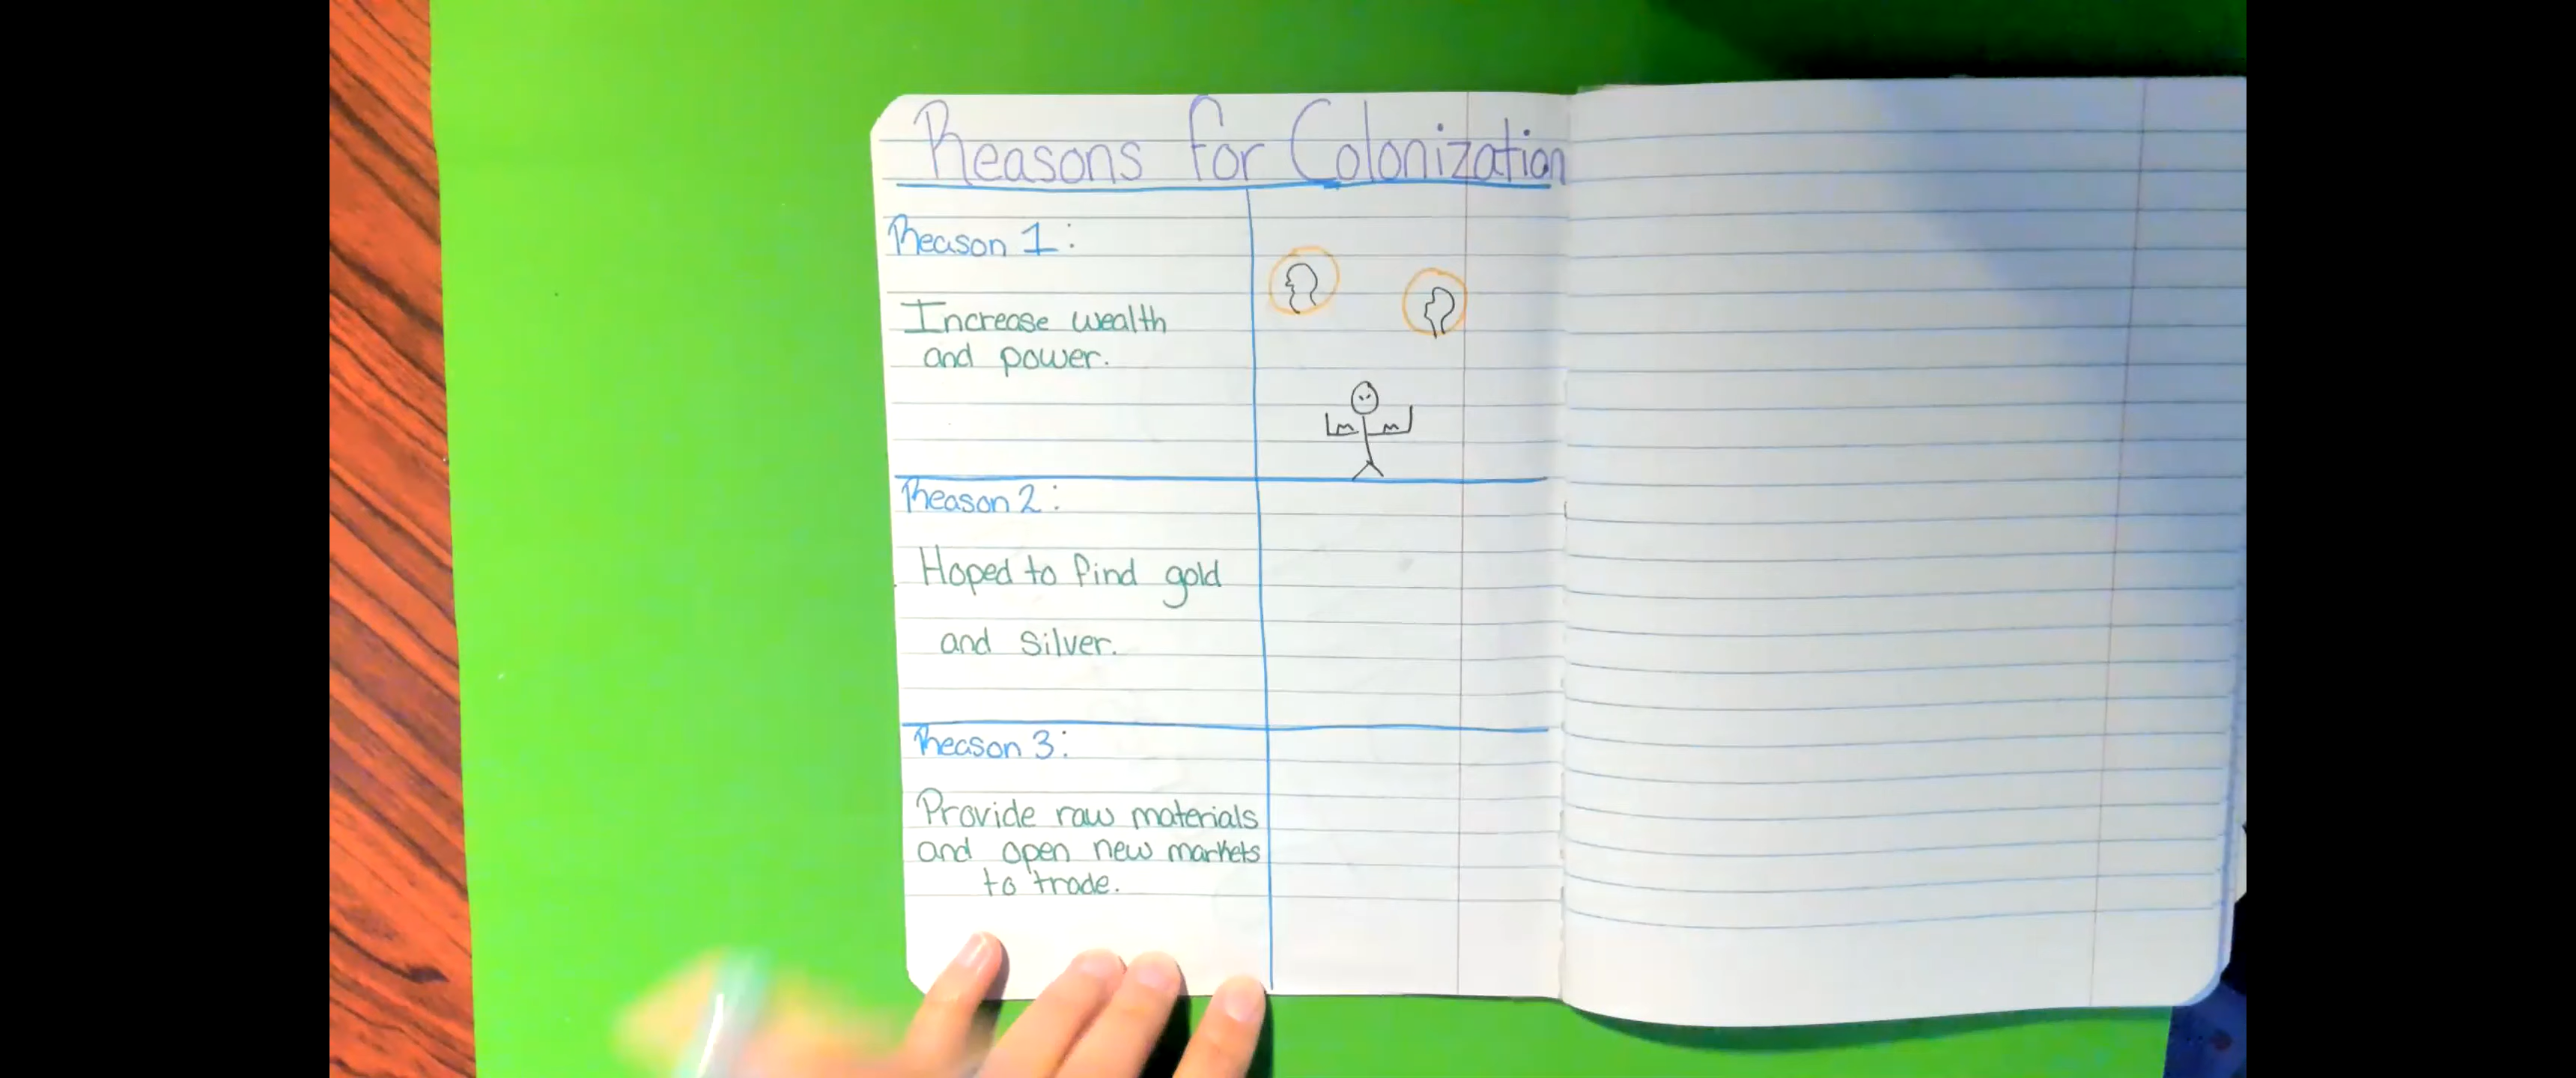 Reasons for Colonization
Reason 1:
Increase wealth
and power.
Reason 2:
Hoped to find gold
and silver.
Reason 3:
Provide raw materials
and open new markets
to trade.